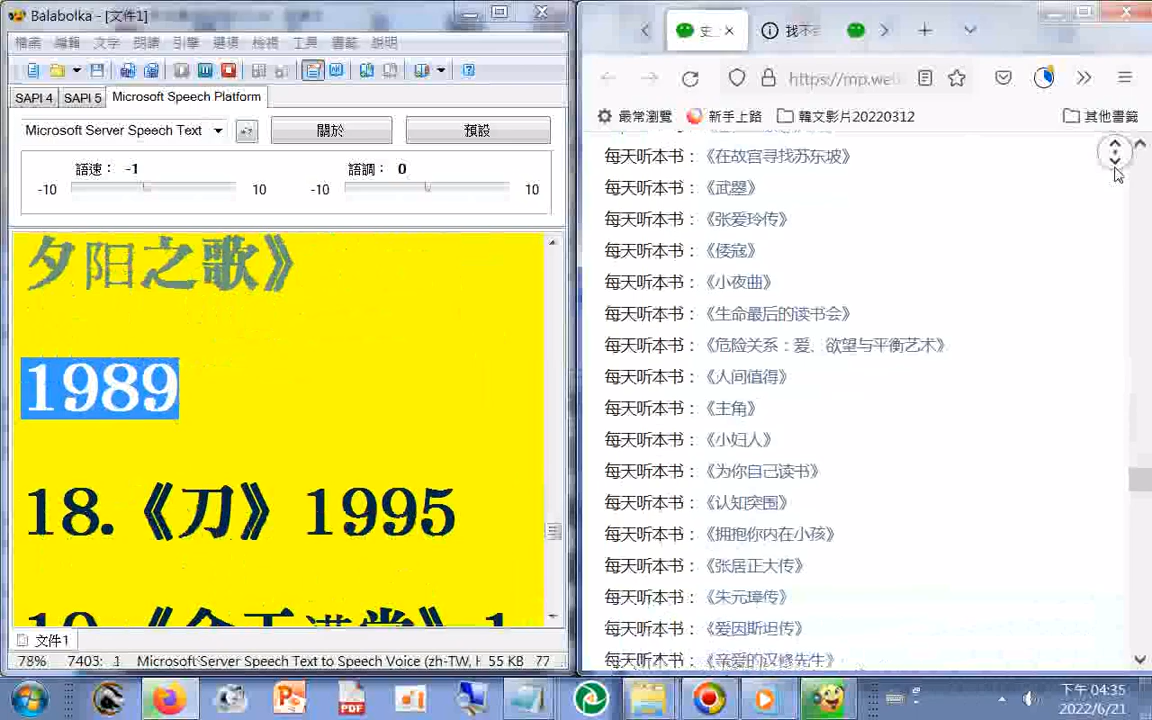 Balabolka - [文件1]
檔案 編輯 文字 朗讀 引擎 選項 檢視 工具 書籤 說明
SAPI 4 SAPI 5 Microsoft Speech Platform
Microsoft Server Speech Text
關於
預設
語速： -1
語調： 0
-10 10 -10 10
夕阳之歌》
1989
18.《刀》1995
文件1
78% 7403: 1 Microsoft Server Speech Text to Speech Voice (zh-TW, H 55 KB 77
找不
https://mp.we
最常瀏覽 新手上路 韓文影片20220312 其他書籤
每天听本书：《在故宫寻找苏东坡》
每天听本书：《武曌》
每天听本书：《张爱玲传》
每天听本书：《倭寇》
每天听本书：《小夜曲》
每天听本书：《生命最后的读书会》
每天听本书：《危险关系：爱、欲望与平衡艺术》
每天听本书：《人间值得》
每天听本书：《主角》
每天听本书：《小妇人》
每天听本书：《为你自己读书》
每天听本书：《认知突围》
每天听本书：《拥抱你内在小孩》
每天听本书：《张居正大传》
每天听本书：《朱元璋传》
每天听本书：《爱因斯坦传》
每天听本书：《亲爱的汉修先生》
下午 04:35
2022/6/21